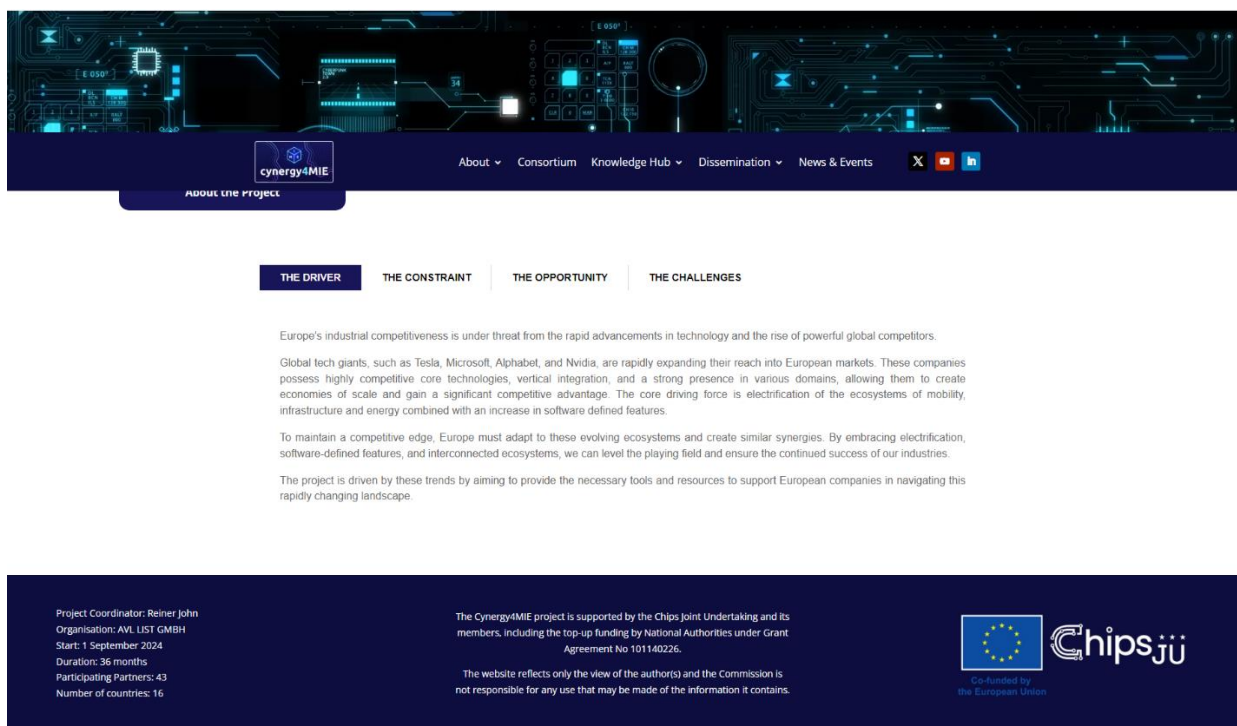 [ E 050° ]
[ E 050° ]
34
cynergy4MIE
About
Consortium
Knowledge Hub
Dissemination
News & Events
X
in
About the Project
THE DRIVER
THE CONSTRAINT
THE OPPORTUNITY
THE CHALLENGES
Europe's industrial competitiveness is under threat from the rapid advancements in technology and the rise of powerful global competitors.
Global tech giants, such as Tesla, Microsoft, Alphabet, and Nvidia, are rapidly expanding their reach into European markets. These companies
possess highly competitive core technologies, vertical integration, and a strong presence in various domains, allowing them to create
economies of scale and gain a significant competitive advantage. The core driving force is electrification of the ecosystems of mobility,
infrastructure and energy combined with an increase in software defined features.
To maintain a competitive edge, Europe must adapt to these evolving ecosystems and create similar synergies. By embracing electrification,
software-defined features, and interconnected ecosystems, we can level the playing field and ensure the continued success of our industries.
The project is driven by these trends by aiming to provide the necessary tools and resources to support European companies in navigating this
rapidly changing landscape.
Project Coordinator: Reiner John
Organisation: AVL LIST GMBH
Start: 1 September 2024
Duration: 36 months
Participating Partners: 43
Number of countries: 16
The Cynergy4MIE project is supported by the Chips Joint Undertaking and its
members, including the top-up funding by National Authorities under Grant
Agreement No 101140226.
The website reflects only the view of the author(s) and the Commission is
not responsible for any use that may be made of the information it contains.
Co-funded by
the European Union
Chips JU